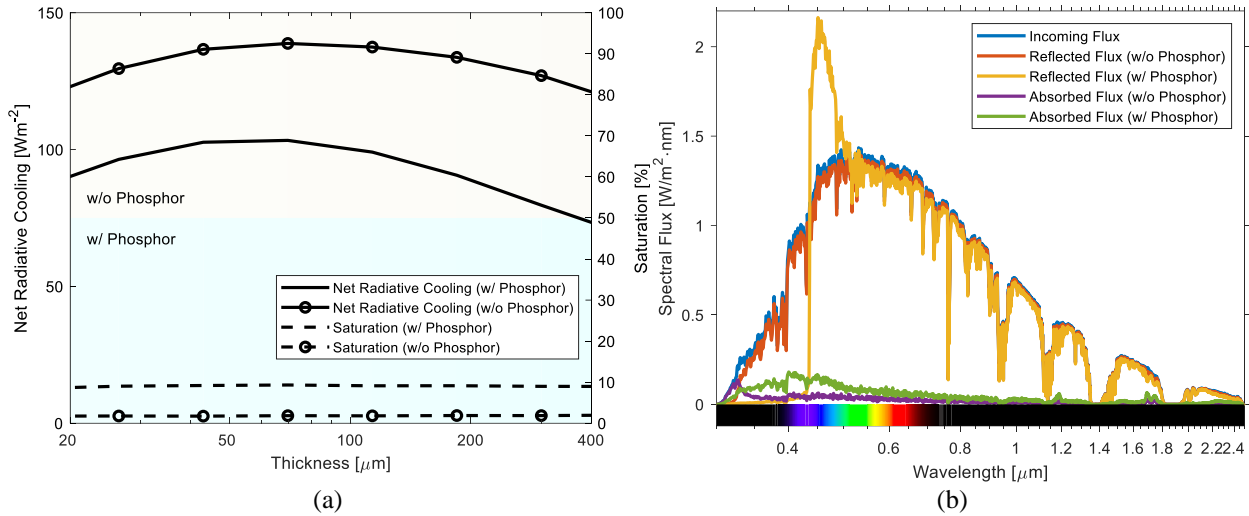 150
100
50
0
Net Radiative Cooling [Wm-2]
100
90
80
70
60
50
40
30
20
10
0
Saturation [%]
w/o Phosphor
w/ Phosphor
Net Radiative Cooling (w/ Phosphor)
Net Radiative Cooling (w/o Phosphor)
Saturation (w/ Phosphor)
Saturation (w/o Phosphor)
20 50 100 200 400
Thickness [μm]
(a)
2
1.5
1
0.5
0
Spectral Flux [W/m2·nm]
Incoming Flux
Reflected Flux (w/o Phosphor)
Reflected Flux (w/ Phosphor)
Absorbed Flux (w/o Phosphor)
Absorbed Flux (w/ Phosphor)
0.4 0.6 0.8 1 1.2 1.4 1.6 1.8 2 2.2 2.4
Wavelength [μm]
(b)